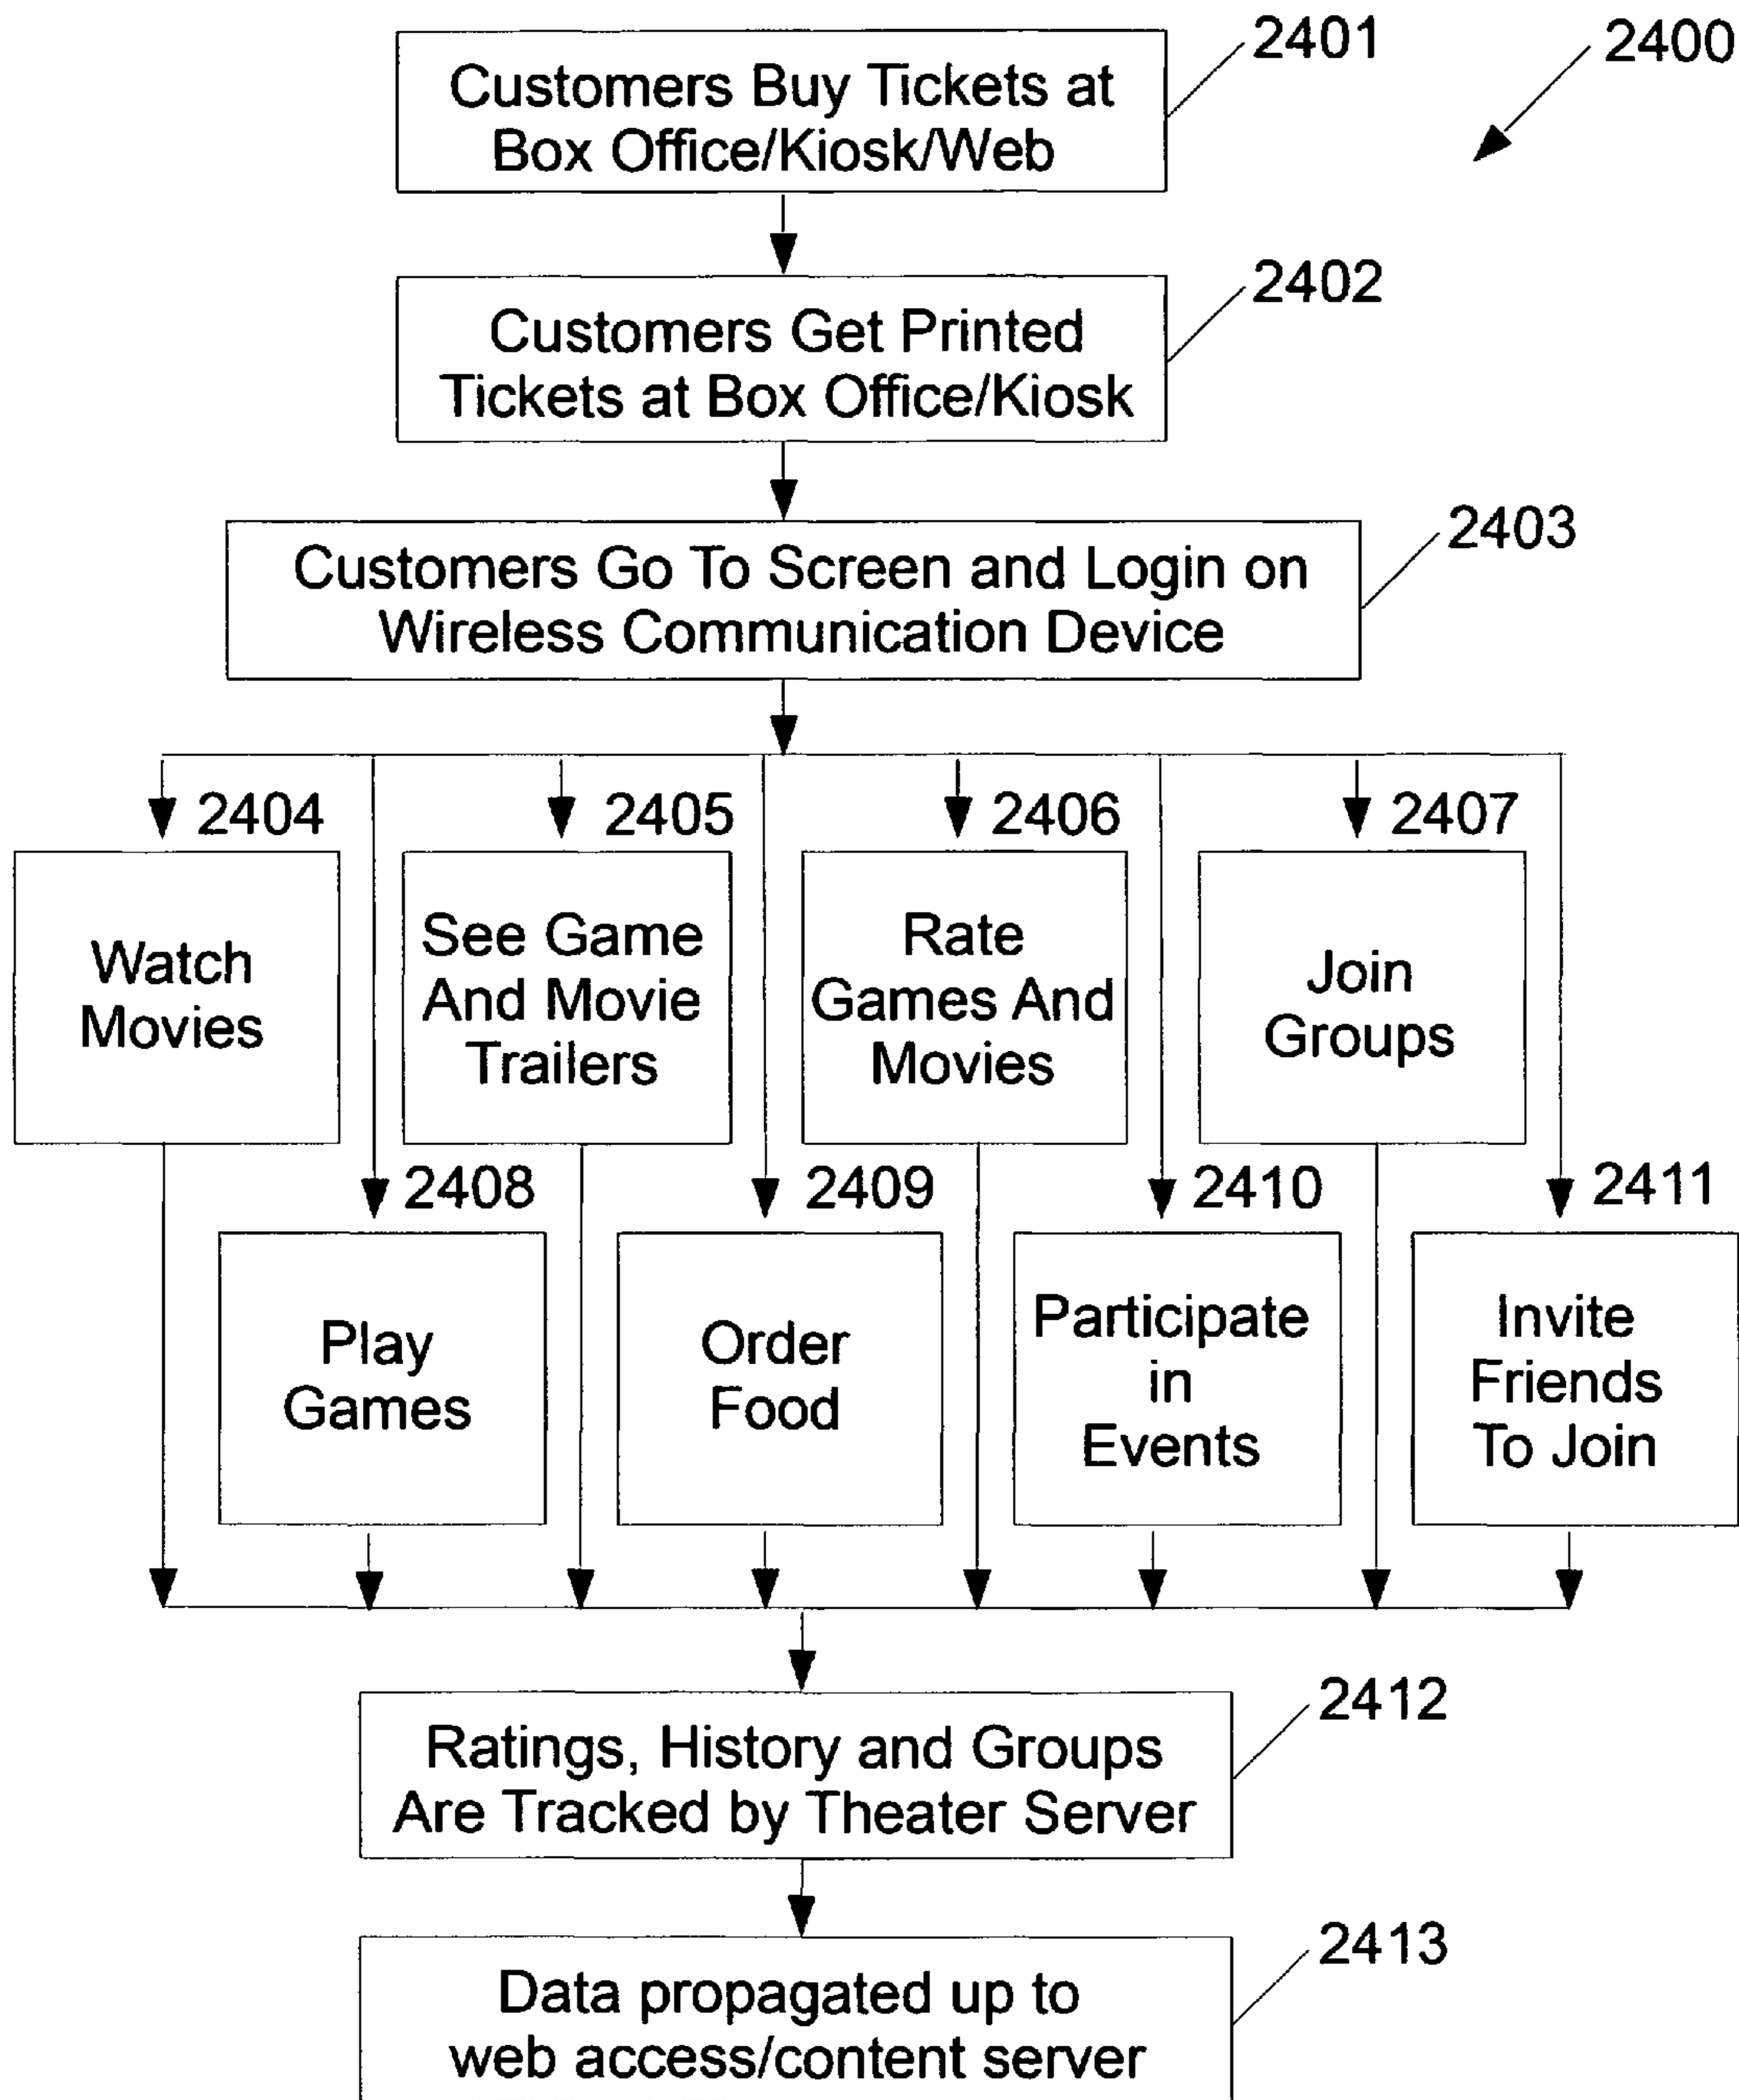 2400
2401
Customers Buy Tickets at
Box Office/Kiosk/Web
2402
Customers Get Printed
Tickets at Box Office/Kiosk
2403
Customers Go To Screen and Login on
Wireless Communication Device
2404
Watch
Movies
2405
See Game
And Movie
Trailers
2406
Rate
Games And
Movies
2407
Join
Groups
2408
Play
Games
2409
Order
Food
2410
Participate
in
Events
2411
Invite
Friends
To Join
2412
Ratings, History and Groups
Are Tracked by Theater Server
2413
Data propagated up to
web access/content server